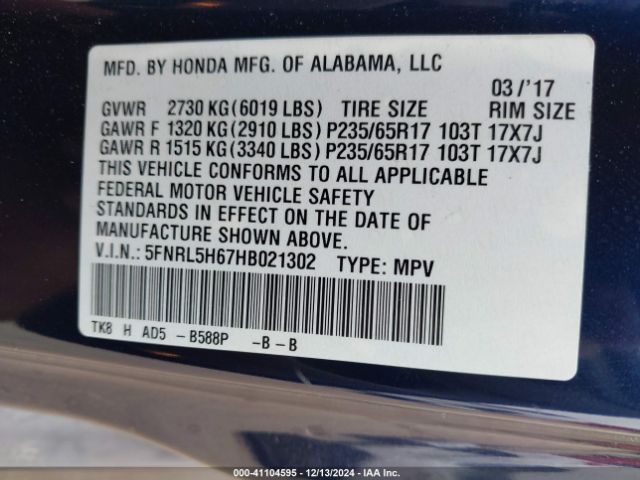 MFD. BY HONDA MFG. OF ALABAMA, LLC
03 /'17
GVWR 2730 KG(6019 LBS) TIRE SIZE RIM SIZE
GAWR F 1320 KG(2910 LBS) P235/65R17 103T 17X7J
GAWR R 1515 KG(3340 LBS) P235/65R17 103T 17X7J
THIS VEHICLE CONFORMS TO ALL APPLICABLE
FEDERAL MOTOR VEHICLE SAFETY
STANDARDS IN EFFECT ON THE DATE OF
MANUFACTURE SHOWN ABOVE.
V.I.N.: 5FNRL5H67HB021302 TYPE: MPV
TK8 H AD5 - B588P - B - B
000-41104595 - 12/13/2024 - IAA Inc.